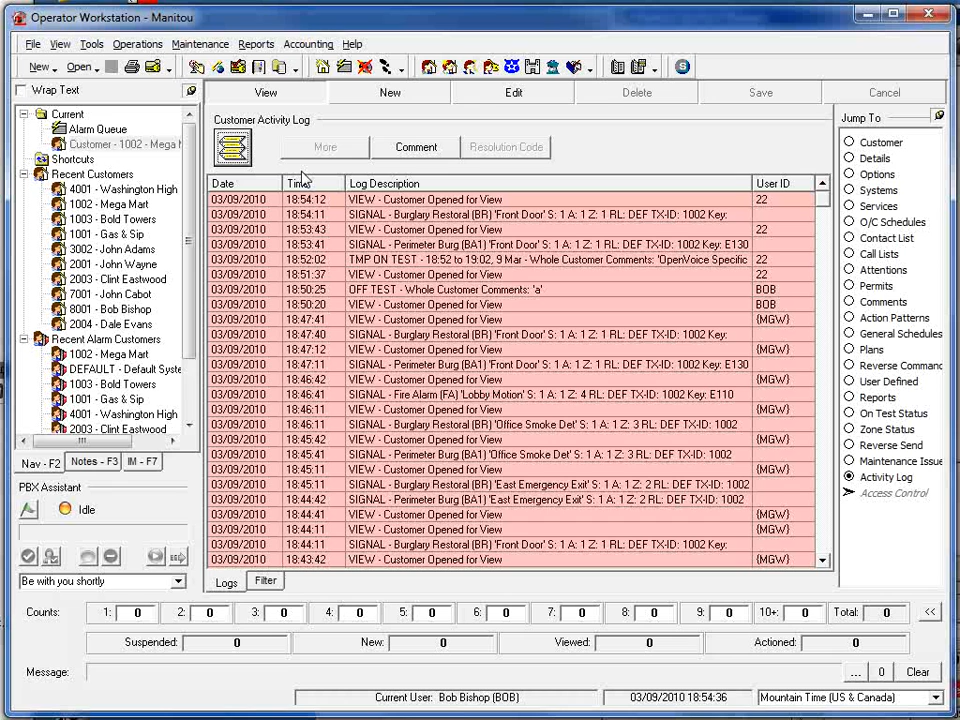 Operator Workstation - Manitou
File View Tools Operations Maintenance Reports Accounting Help
New Open
Wrap Text
View New Edit Delete Save Cancel
Current
Alarm Queue
Customer - 1002 - Mega M
Shortcuts
Recent Customers
4001 - Washington High
1002 - Mega Mart
1003 - Bold Towers
1001 - Gas & Sip
3002 - John Adams
2001 - John Wayne
2003 - Clint Eastwood
7001 - John Cabot
8001 - Bob Bishop
2004 - Dale Evans
Recent Alarm Customers
1002 - Mega Mart
DEFAULT - Default Syste
1003 - Bold Towers
1001 - Gas & Sip
4001 - Washington High
2003 - Clint Eastwood
Nav - F2 Notes - F3 IM - F7
PBX Assistant
Idle
Be with you shortly
Customer Activity Log
More Comment Resolution Code
Date Time Log Description User ID
03/09/2010 18:54:12 VIEW - Customer Opened for View 22
03/09/2010 18:54:11 SIGNAL - Burglary Restoral (BR) 'Front Door' S: 1 A: 1 Z: 1 RL: DEF TX-ID: 1002 Key:
03/09/2010 18:53:43 VIEW - Customer Opened for View 22
03/09/2010 18:53:41 SIGNAL - Perimeter Burg (BA1) 'Front Door' S: 1 A: 1 Z: 1 RL: DEF TX-ID: 1002 Key: E130
03/09/2010 18:52:02 TMP ON TEST - 18:52 to 19:02, 9 Mar - Whole Customer Comments: 'OpenVoice Specific 22
03/09/2010 18:51:37 VIEW - Customer Opened for View 22
03/09/2010 18:50:25 OFF TEST - Whole Customer Comments: 'a' BOB
03/09/2010 18:50:20 VIEW - Customer Opened for View BOB
03/09/2010 18:47:41 VIEW - Customer Opened for View {MGW}
03/09/2010 18:47:40 SIGNAL - Burglary Restoral (BR) 'Front Door' S: 1 A: 1 Z: 1 RL: DEF TX-ID: 1002 Key:
03/09/2010 18:47:12 VIEW - Customer Opened for View {MGW}
03/09/2010 18:47:11 SIGNAL - Perimeter Burg (BA1) 'Front Door' S: 1 A: 1 Z: 1 RL: DEF TX-ID: 1002 Key: E130
03/09/2010 18:46:42 VIEW - Customer Opened for View {MGW}
03/09/2010 18:46:41 SIGNAL - Fire Alarm (FA) 'Lobby Motion' S: 1 A: 1 Z: 4 RL: DEF TX-ID: 1002 Key: E110
03/09/2010 18:46:11 VIEW - Customer Opened for View {MGW}
03/09/2010 18:46:11 SIGNAL - Burglary Restoral (BR) 'Office Smoke Det' S: 1 A: 1 Z: 3 RL: DEF TX-ID: 1002
03/09/2010 18:45:42 VIEW - Customer Opened for View {MGW}
03/09/2010 18:45:41 SIGNAL - Perimeter Burg (BA1) 'Office Smoke Det' S: 1 A: 1 Z: 3 RL: DEF TX-ID: 1002
03/09/2010 18:45:11 VIEW - Customer Opened for View {MGW}
03/09/2010 18:45:11 SIGNAL - Burglary Restoral (BR) 'East Emergency Exit' S: 1 A: 1 Z: 2 RL: DEF TX-ID: 1002
03/09/2010 18:44:42 SIGNAL - Perimeter Burg (BA1) 'East Emergency Exit' S: 1 A: 1 Z: 2 RL: DEF TX-ID: 1002
03/09/2010 18:44:41 VIEW - Customer Opened for View {MGW}
03/09/2010 18:44:11 VIEW - Customer Opened for View {MGW}
03/09/2010 18:44:11 SIGNAL - Burglary Restoral (BR) 'Front Door' S: 1 A: 1 Z: 1 RL: DEF TX-ID: 1002 Key:
03/09/2010 18:43:42 VIEW - Customer Opened for View {MGW}
Logs Filter
Jump To
Customer
Details
Options
Systems
Services
O/C Schedules
Contact List
Call Lists
Attentions
Permits
Comments
Action Patterns
General Schedules
Plans
Reverse Comman
User Defined
Reports
On Test Status
Zone Status
Reverse Send
Maintenance Issue
Activity Log
Access Control
Counts: 1: 0 2: 0 3: 0 4: 0 5: 0 6: 0 7: 0 8: 0 9: 0 10+: 0 Total: 0 <<
Suspended: 0 New: 0 Viewed: 0 Actioned: 0
Message: ... 0 Clear
Current User: Bob Bishop (BOB) 03/09/2010 18:54:36 Mountain Time (US & Canada)